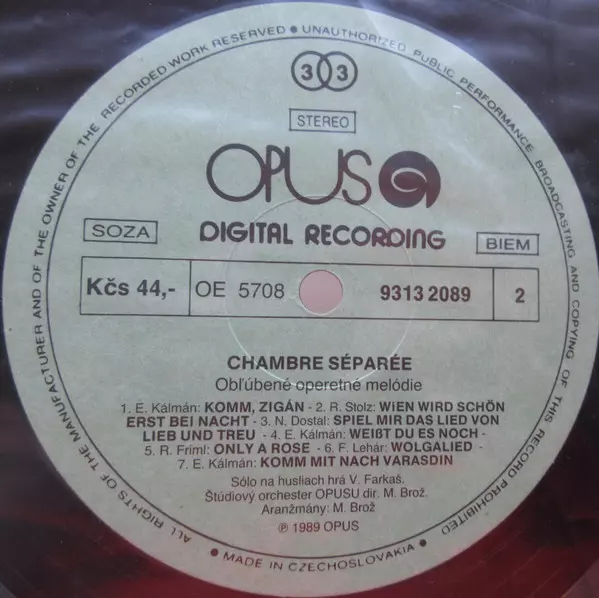 ALL RIGHTS OF THE MANUFACTURER AND OF THE OWNER OF THE RECORDED WORK RESERVED • UNAUTHORIZED PUBLIC PERFORMANCE BROADCASTING AND COPYING OF THIS RECORD PROHIBITED
33
STEREO
OPUS
SOZA
DIGITAL RECORDING
BIEM
Kčs 44,- OE 5708 9313 2089 2
CHAMBRE SÉPARÉE
Obľúbené operetné melódie
1. E. Kálmán: KOMM, ZIGÁN - 2. R. Stolz: WiEN WIRD SCHÖN
ERST BEI NACHT - 3. N. Dostal: SPIEL MIR DAS LIED VON
LIEB UND TREU - 4. E. Kálmán: WEIßT DU ES NOCH -
5. R. Friml: ONLY A ROSE - 6. F. Lehár: WOLGALIED -
7. E. Kálmán: KOMM MIT NACH VARASDIN
Sólo na husliach hrá V. Farkaš.
Štúdiový orchester OPUSU dir. M. Brož.
Aranžmány: M. Brož
℗ 1989 OPUS
• MADE IN CZECHOSLOVAKIA •